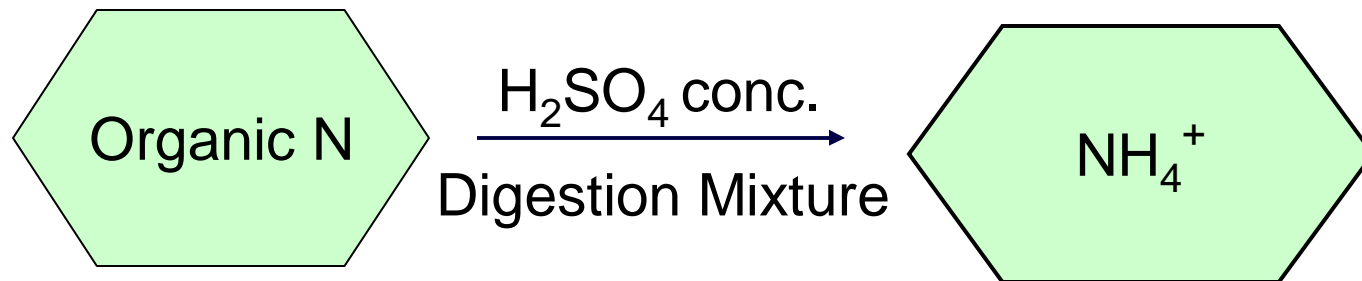 Organic N
H₂SO₄ conc.
Digestion Mixture
NH₄⁺